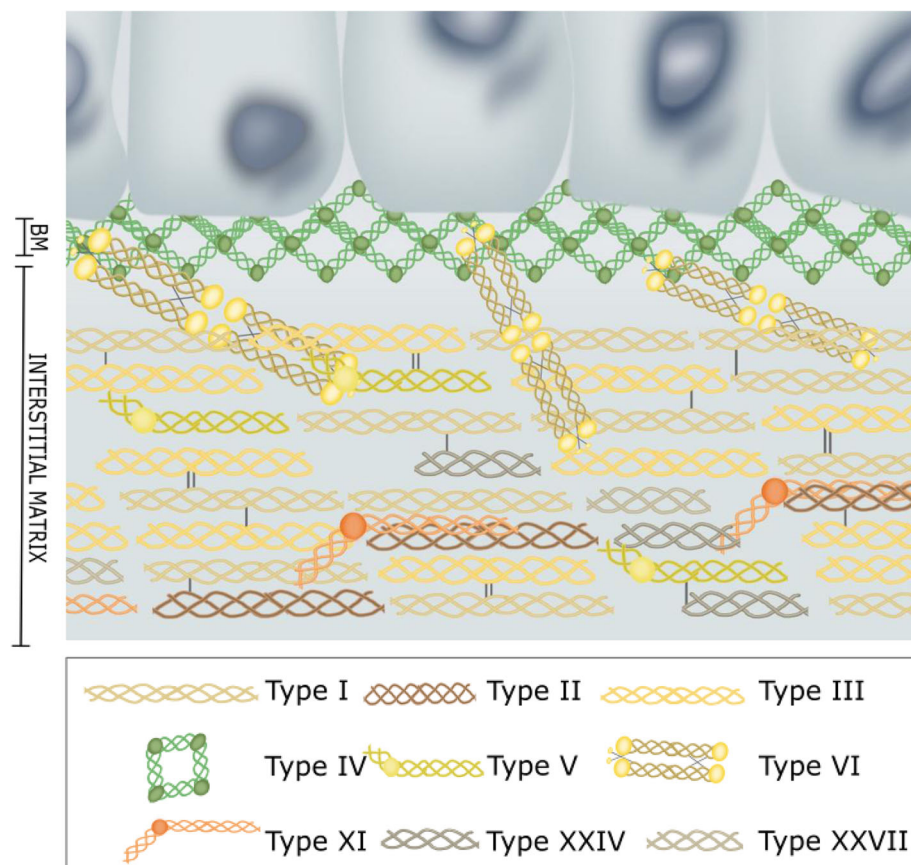 BM
INTERSTITIAL MATRIX
Type I Type II Type III
Type IV Type V Type VI
Type XI Type XXIV Type XXVII